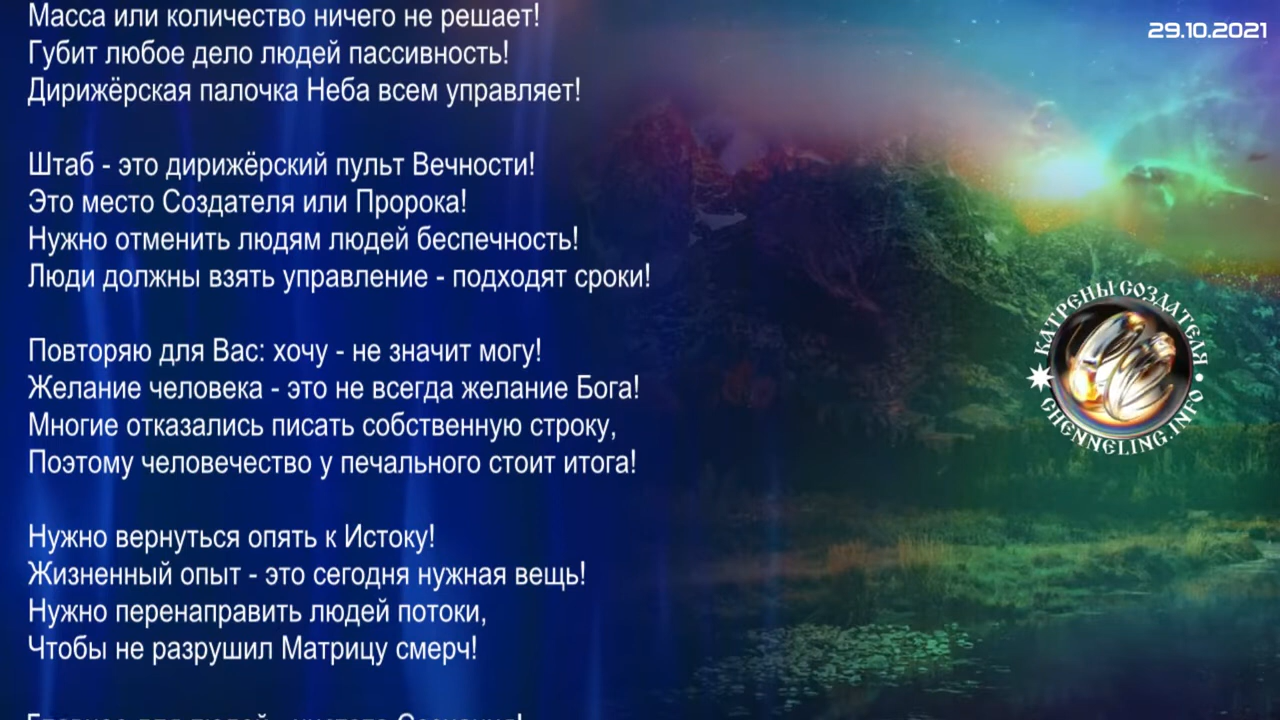 Масса или количество ничего не решает!
Губит любое дело людей пассивность!
Дирижёрская палочка Неба всем управляет!
Штаб - это дирижёрский пульт Вечности!
Это место Создателя или Пророка!
Нужно отменить людям людей беспечность!
Люди должны взять управление - подходят сроки!
Повторяю для Вас: хочу - не значит могу!
Желание человека - это не всегда желание Бога!
Многие отказались писать собственную строку,
Поэтому человечество у печального стоит итога!
Нужно вернуться опять к Истоку!
Жизненный опыт - это сегодня нужная вещь!
Нужно перенаправить людей потоки,
Чтобы не разрушил Матрицу смерч!
29.10.2021
КАТРЕНЫ СОЗДАТЕЛЯ
CHENNELING.INFO